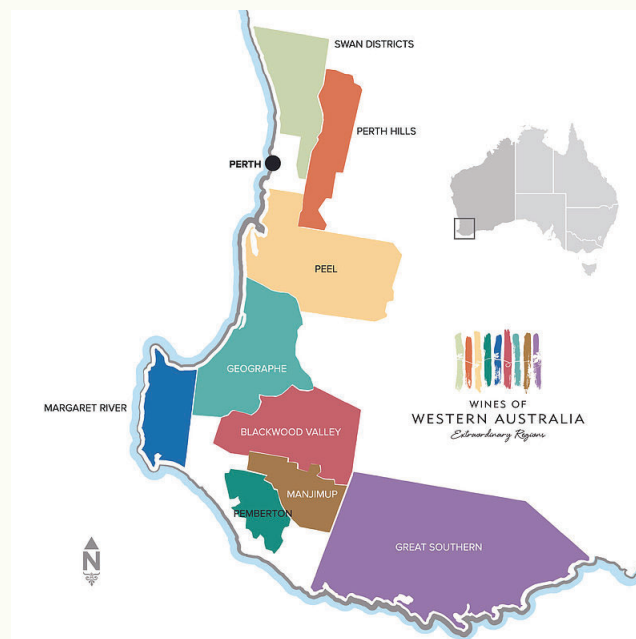 SWAN DISTRICTS
PERTH HILLS
PERTH
PEEL
GEOGRAPHE
MARGARET RIVER
BLACKWOOD VALLEY
MANJIMUP
PEMBERTON
GREAT SOUTHERN
WINES OF
WESTERN AUSTRALIA
Extraordinary Regions
N